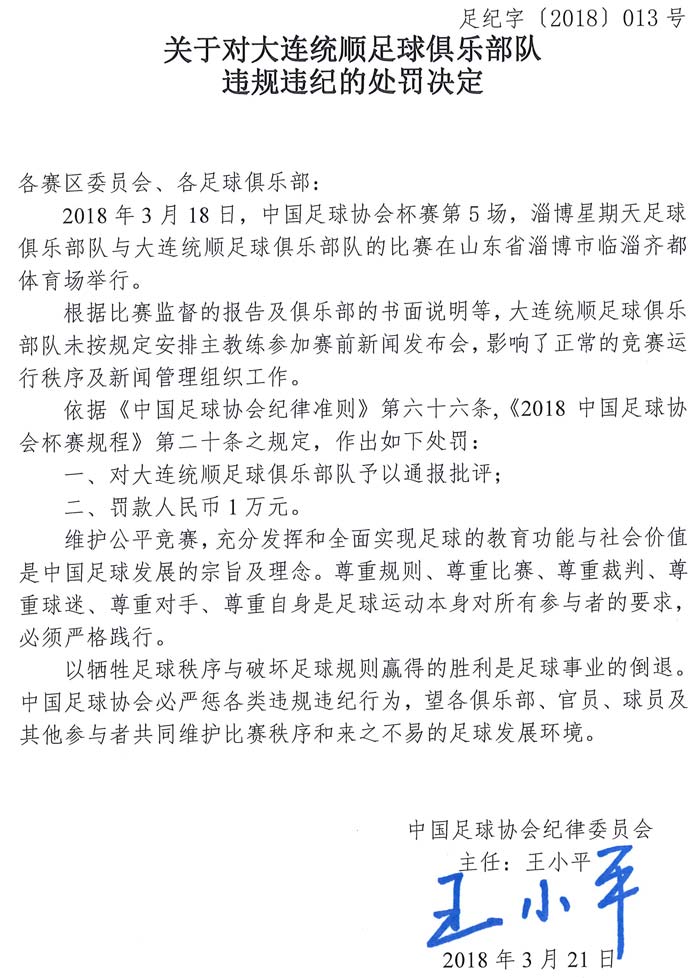 足纪字〔2018〕013号
关于对大连统顺足球俱乐部队
违规违纪的处罚决定
各赛区委员会、各足球俱乐部：
2018年3月18日，中国足球协会杯赛第5场，淄博星期天足球
俱乐部队与大连统顺足球俱乐部队的比赛在山东省淄博市临淄齐都
体育场举行。
根据比赛监督的报告及俱乐部的书面说明等，大连统顺足球俱乐
部队未按规定安排主教练参加赛前新闻发布会，影响了正常的竞赛运
行秩序及新闻管理组织工作。
依据《中国足球协会纪律准则》第六十六条，《2018 中国足球协
会杯赛规程》第二十条之规定，作出如下处罚：
一、对大连统顺足球俱乐部队予以通报批评；
二、罚款人民币1万元。
维护公平竞赛，充分发挥和全面实现足球的教育功能与社会价值
是中国足球发展的宗旨及理念。尊重规则、尊重比赛、尊重裁判、尊
重球迷、尊重对手、尊重自身是足球运动本身对所有参与者的要求，
必须严格践行。
以牺牲足球秩序与破坏足球规则赢得的胜利是足球事业的倒退。
中国足球协会必严惩各类违规违纪行为，望各俱乐部、官员、球员及
其他参与者共同维护比赛秩序和来之不易的足球发展环境。
中国足球协会纪律委员会
主任：王小平
王小平
2018年3月21日